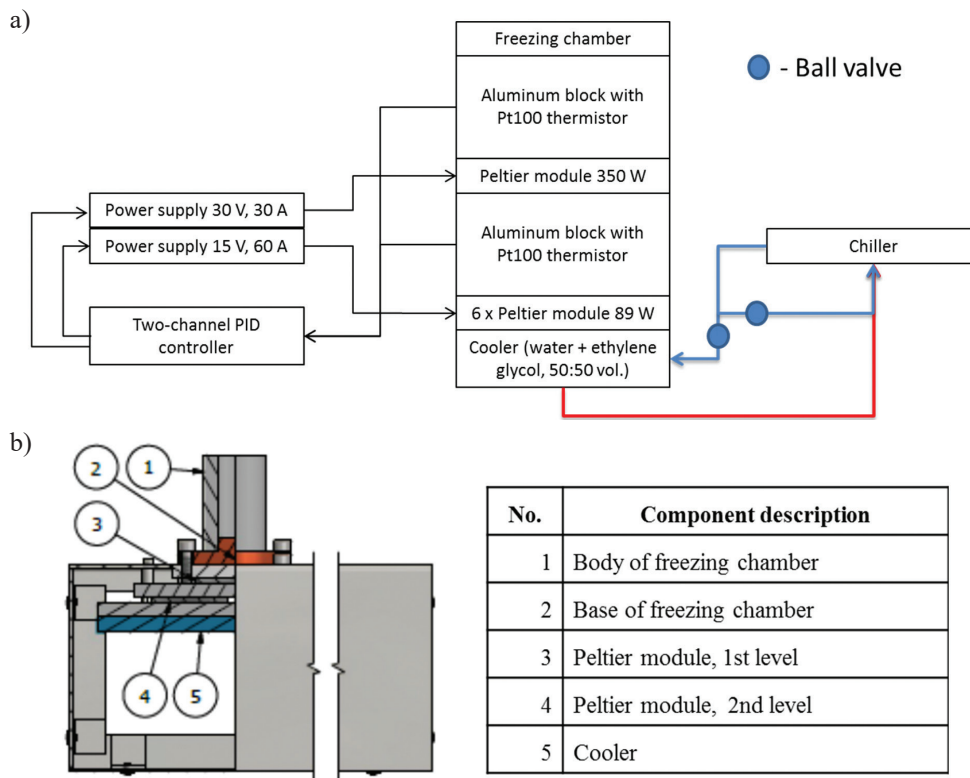 a)
Freezing chamber
- Ball valve
Aluminum block with
Pt100 thermistor
Peltier module 350 W
Power supply 30 V, 30 A
Power supply 15 V, 60 A
Aluminum block with
Pt100 thermistor
Chiller
6 x Peltier module 89 W
Two-channel PID
controller
Cooler (water + ethylene
glycol, 50:50 vol.)
b)
2
1
3
4
5
No. Component description
1 Body of freezing chamber
2 Base of freezing chamber
3 Peltier module, 1st level
4 Peltier module, 2nd level
5 Cooler